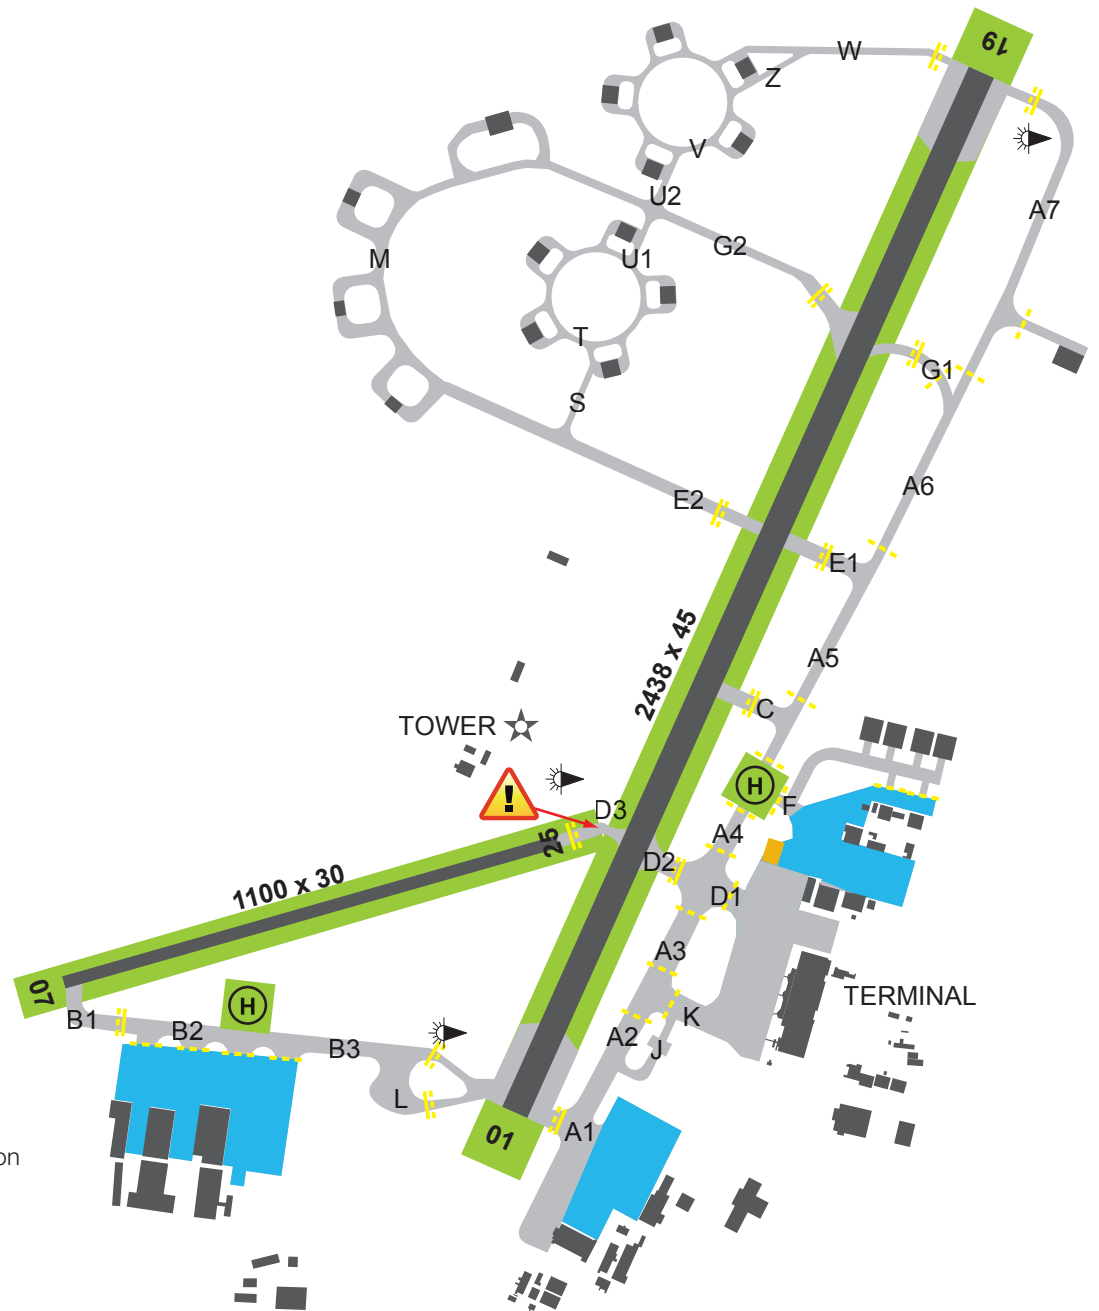 19
W
Z
V
A7
U2
G2
U1
M
T
G1
S
A6
E2
E1
2438 x 45
A5
C
TOWER
H
F
!
D3
A4
25
D2
1100 x 30
D1
A3
TERMINAL
07
H
K
B1
B2
A2
B3
J
L
01
A1
on